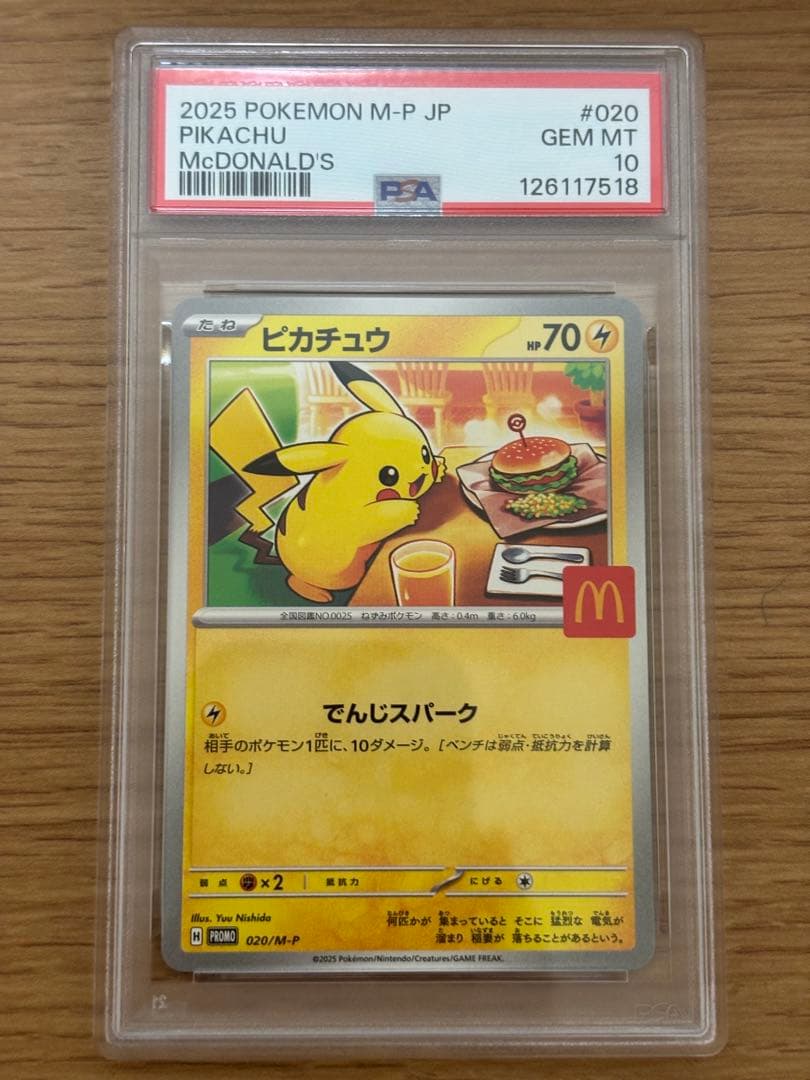 2025 POKEMON M-P JP #020
PIKACHU GEM MT
McDONALD'S 10
PSA 126117518
たね
ピカチュウ HP70
M
全国図鑑NO.0025 ねずみポケモン 高さ:0.4m 重さ:6.0kg
でんじスパーク
相手のポケモン1匹に、10ダメージ。[ベンチは弱点・抵抗力を計算
しない。]
弱点 ×2 抵抗力 にげる
Illus. Yuu Nishida
何匹かが 集まっていると そこに 猛烈な 電気が
溜まり 稲妻が 落ちることがあるという。
H PROMO 020/M-P
©2025 Pokémon/Nintendo/Creatures/GAME FREAK.
PSA